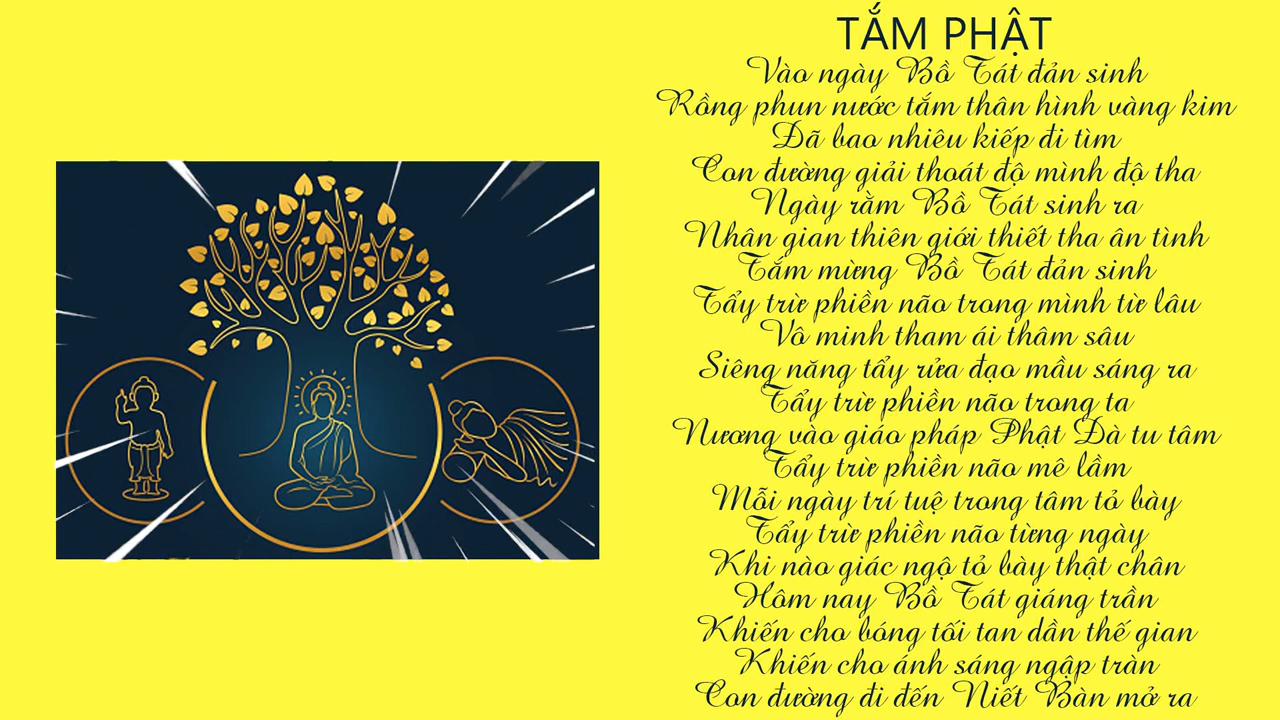 TẮM PHẬT
Vào ngày Bồ Tát đản sinh
Rồng phun nước tắm thân hình vàng kim
Đã bao nhiêu kiếp đi tìm
Con đường giải thoát độ mình độ tha
Ngày rằm Bồ Tát sinh ra
Nhân gian thiên giới thiết tha ân tình
Tắm mừng Bồ Tát đản sinh
Tẩy trừ phiền não trong mình từ lâu
Vô minh tham ái thâm sâu
Siêng năng tẩy rửa đạo mầu sáng ra
Tẩy trừ phiền não trong ta
Nương vào giáo pháp Phật Đà tu tâm
Tẩy trừ phiền não mê lầm
Mỗi ngày trí tuệ trong tâm tỏ bày
Tẩy trừ phiền não từng ngày
Khi nào giác ngộ tỏ bày thật chân
Hôm nay Bồ Tát giáng trần
Khiến cho bóng tối tan dần thế gian
Khiến cho ánh sáng ngập tràn
Con đường đi đến Niết Bàn mở ra